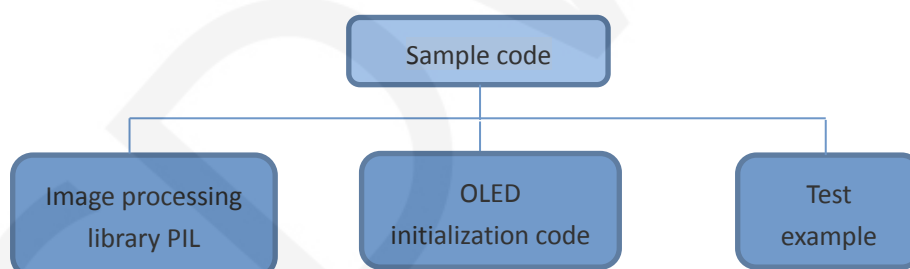 Sample code
Image processing
library PIL
OLED
initialization code
Test
example